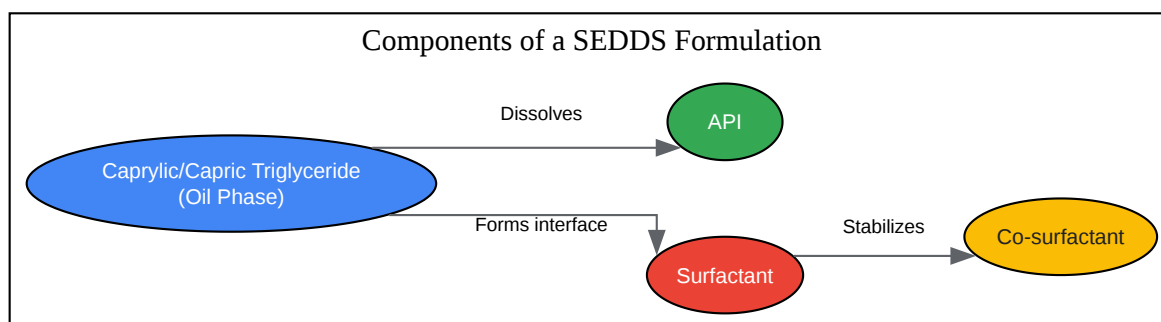 Components of a SEDDS Formulation
Dissolves
API
Caprylic/Capric Triglyceride
(Oil Phase)
Forms interface
Stabilizes
Co-surfactant
Surfactant